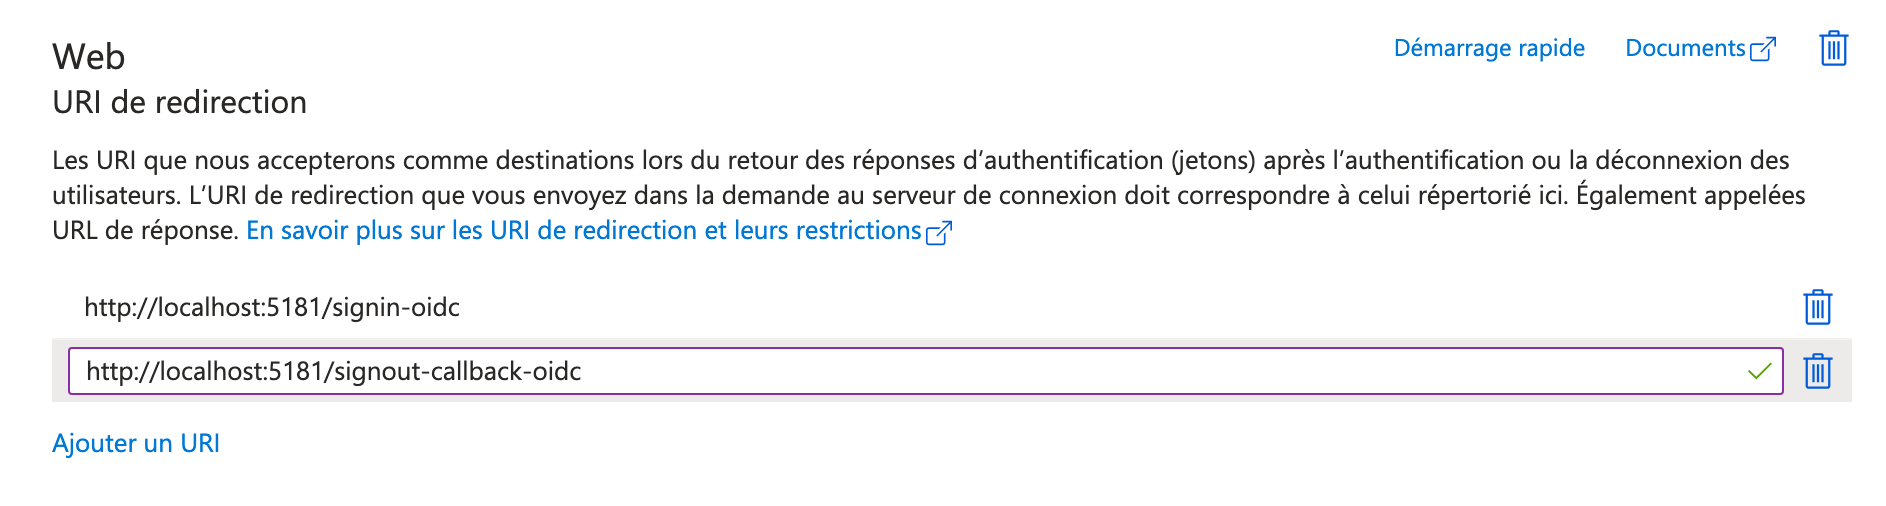 Web
Démarrage rapide
Documents
URI de redirection
Les URI que nous accepterons comme destinations lors du retour des réponses d’authentification (jetons) après l’authentification ou la déconnexion des
utilisateurs. L’URI de redirection que vous envoyez dans la demande au serveur de connexion doit correspondre à celui répertorié ici. Également appelées
URL de réponse. En savoir plus sur les URI de redirection et leurs restrictions
http://localhost:5181/signin-oidc
http://localhost:5181/signout-callback-oidc
Ajouter un URI